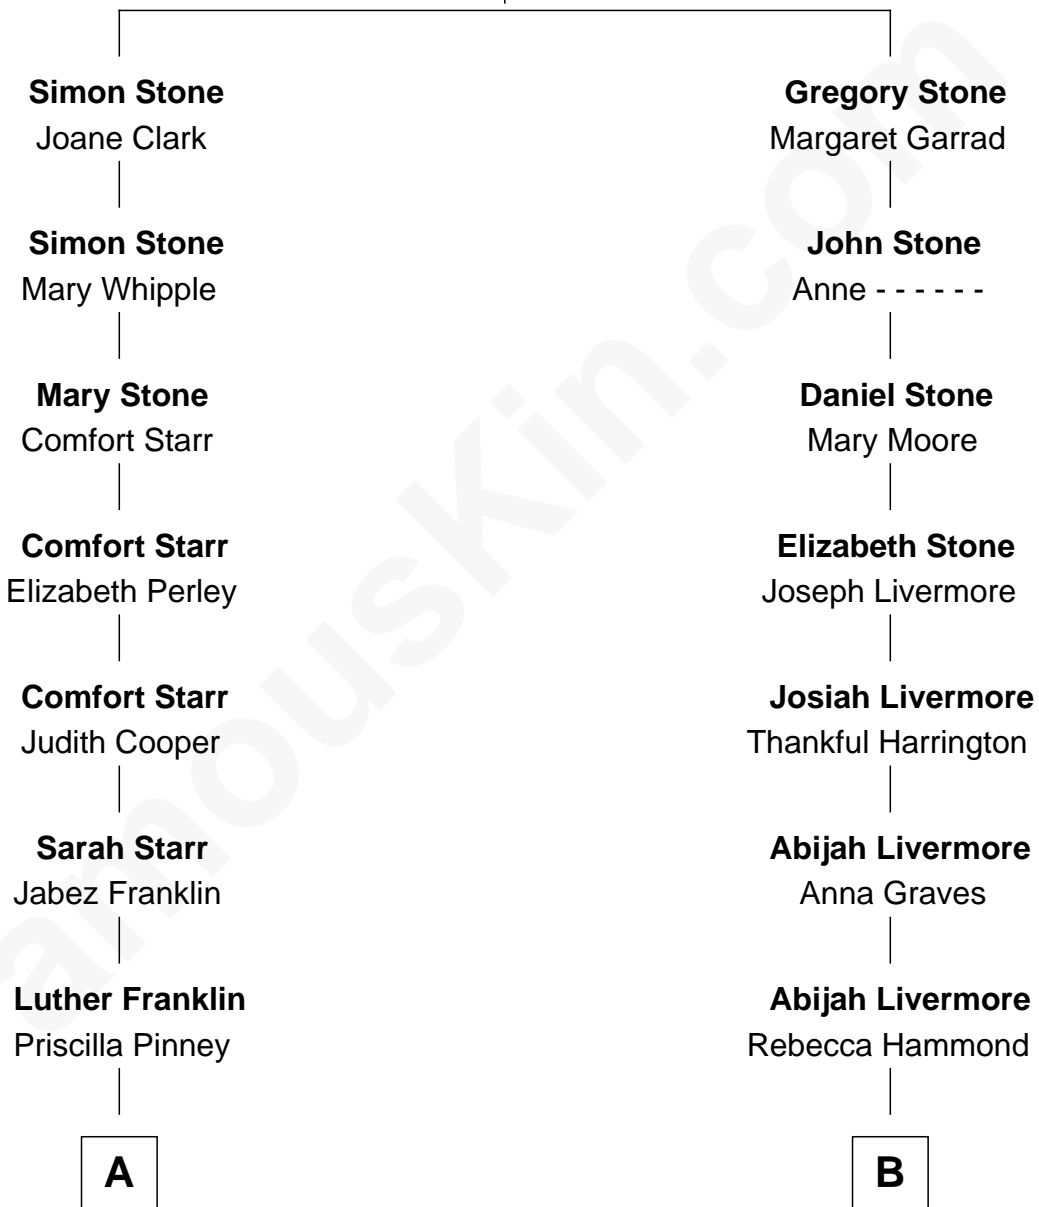 Simon Stone
Joane Clark
Simon Stone
Mary Whipple
Mary Stone
Comfort Starr
Comfort Starr
Elizabeth Perley
Comfort Starr
Judith Cooper
Sarah Starr
Jabez Franklin
Luther Franklin
Priscilla Pinney
A
Gregory Stone
Margaret Garrad
John Stone
Anne - - - - - -
Daniel Stone
Mary Moore
Elizabeth Stone
Joseph Livermore
Josiah Livermore
Thankful Harrington
Abijah Livermore
Anna Graves
Abijah Livermore
Rebecca Hammond
B
amouskin.com